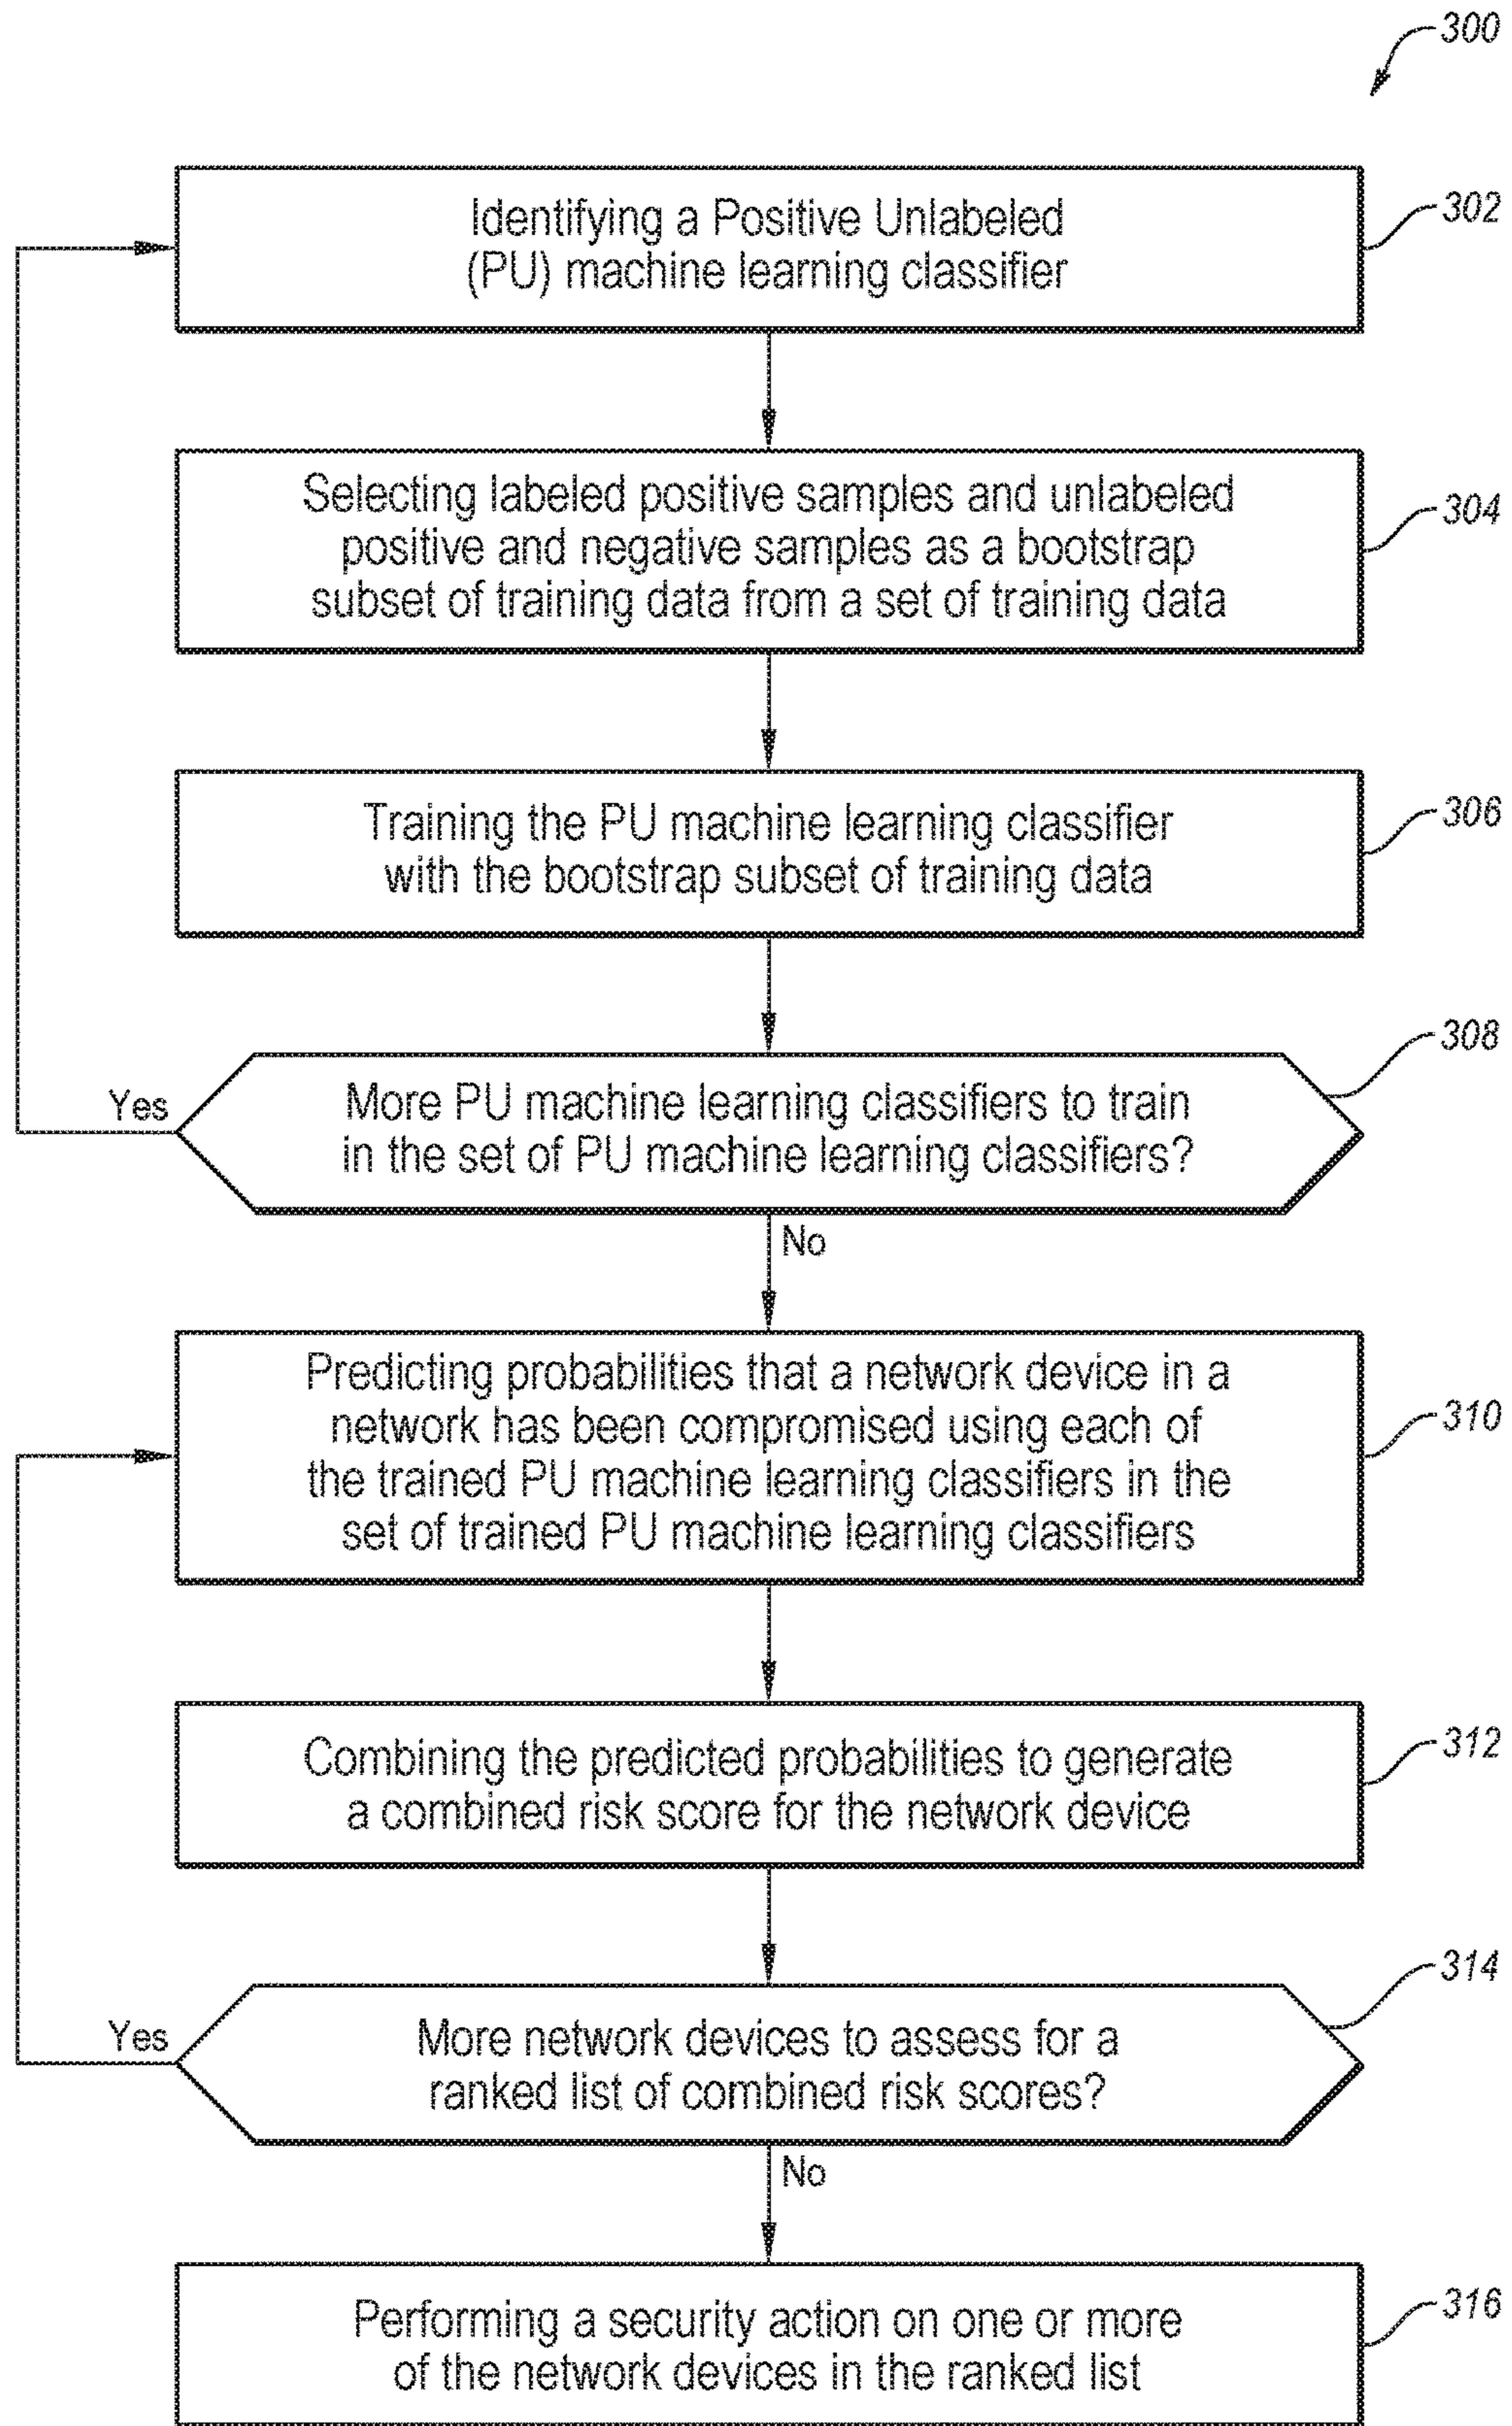 300
Identifying a Positive Unlabeled
(PU) machine learning classifier
302
Selecting labeled positive samples and unlabeled
positive and negative samples as a bootstrap
subset of training data from a set of training data
304
Training the PU machine learning classifier
with the bootstrap subset of training data
306
308
Yes
More PU machine learning classifiers to train
in the set of PU machine learning classifiers?
No
Predicting probabilities that a network device in a
network has been compromised using each of
the trained PU machine learning classifiers in the
set of trained PU machine learning classifiers
310
Combining the predicted probabilities to generate
a combined risk score for the network device
312
314
Yes
More network devices to assess for a
ranked list of combined risk scores?
No
Performing a security action on one or more
of the network devices in the ranked list
316